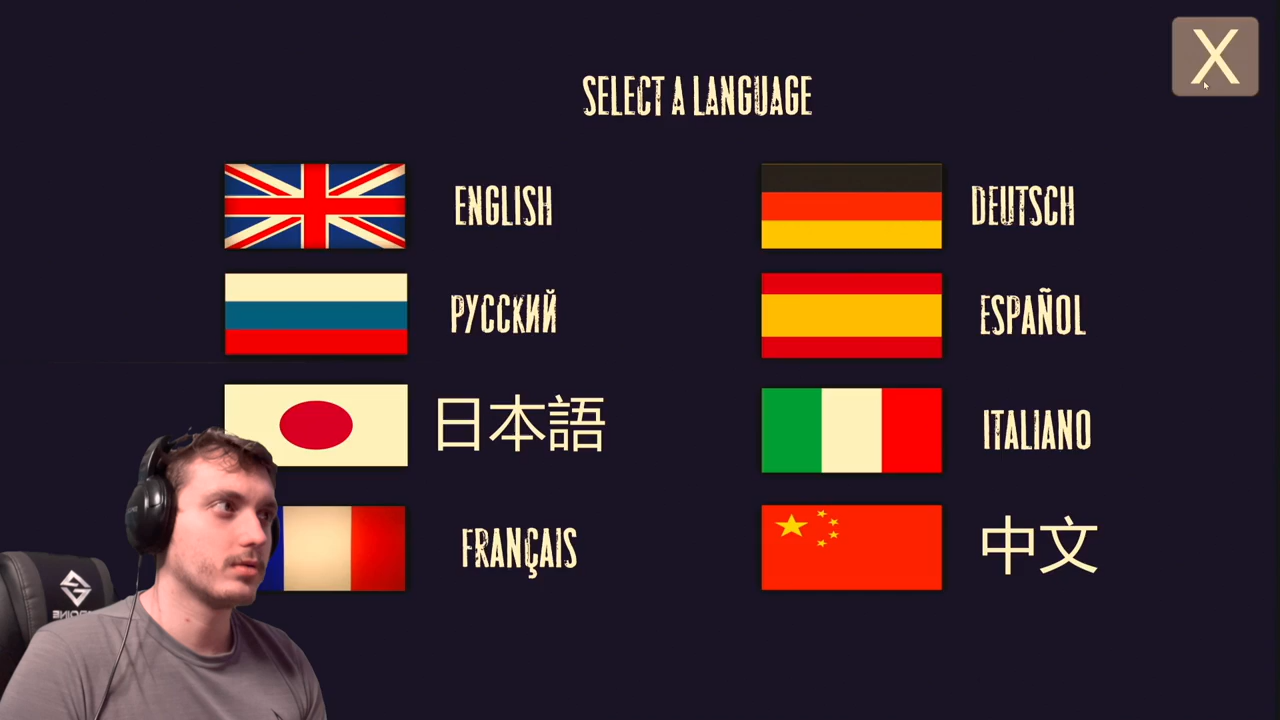 X
SELECT A LANGUAGE
ENGLISH
DEUTSCH
РУССКИЙ
ESPAÑOL
日本語
ITALIANO
FRANÇAIS
中文